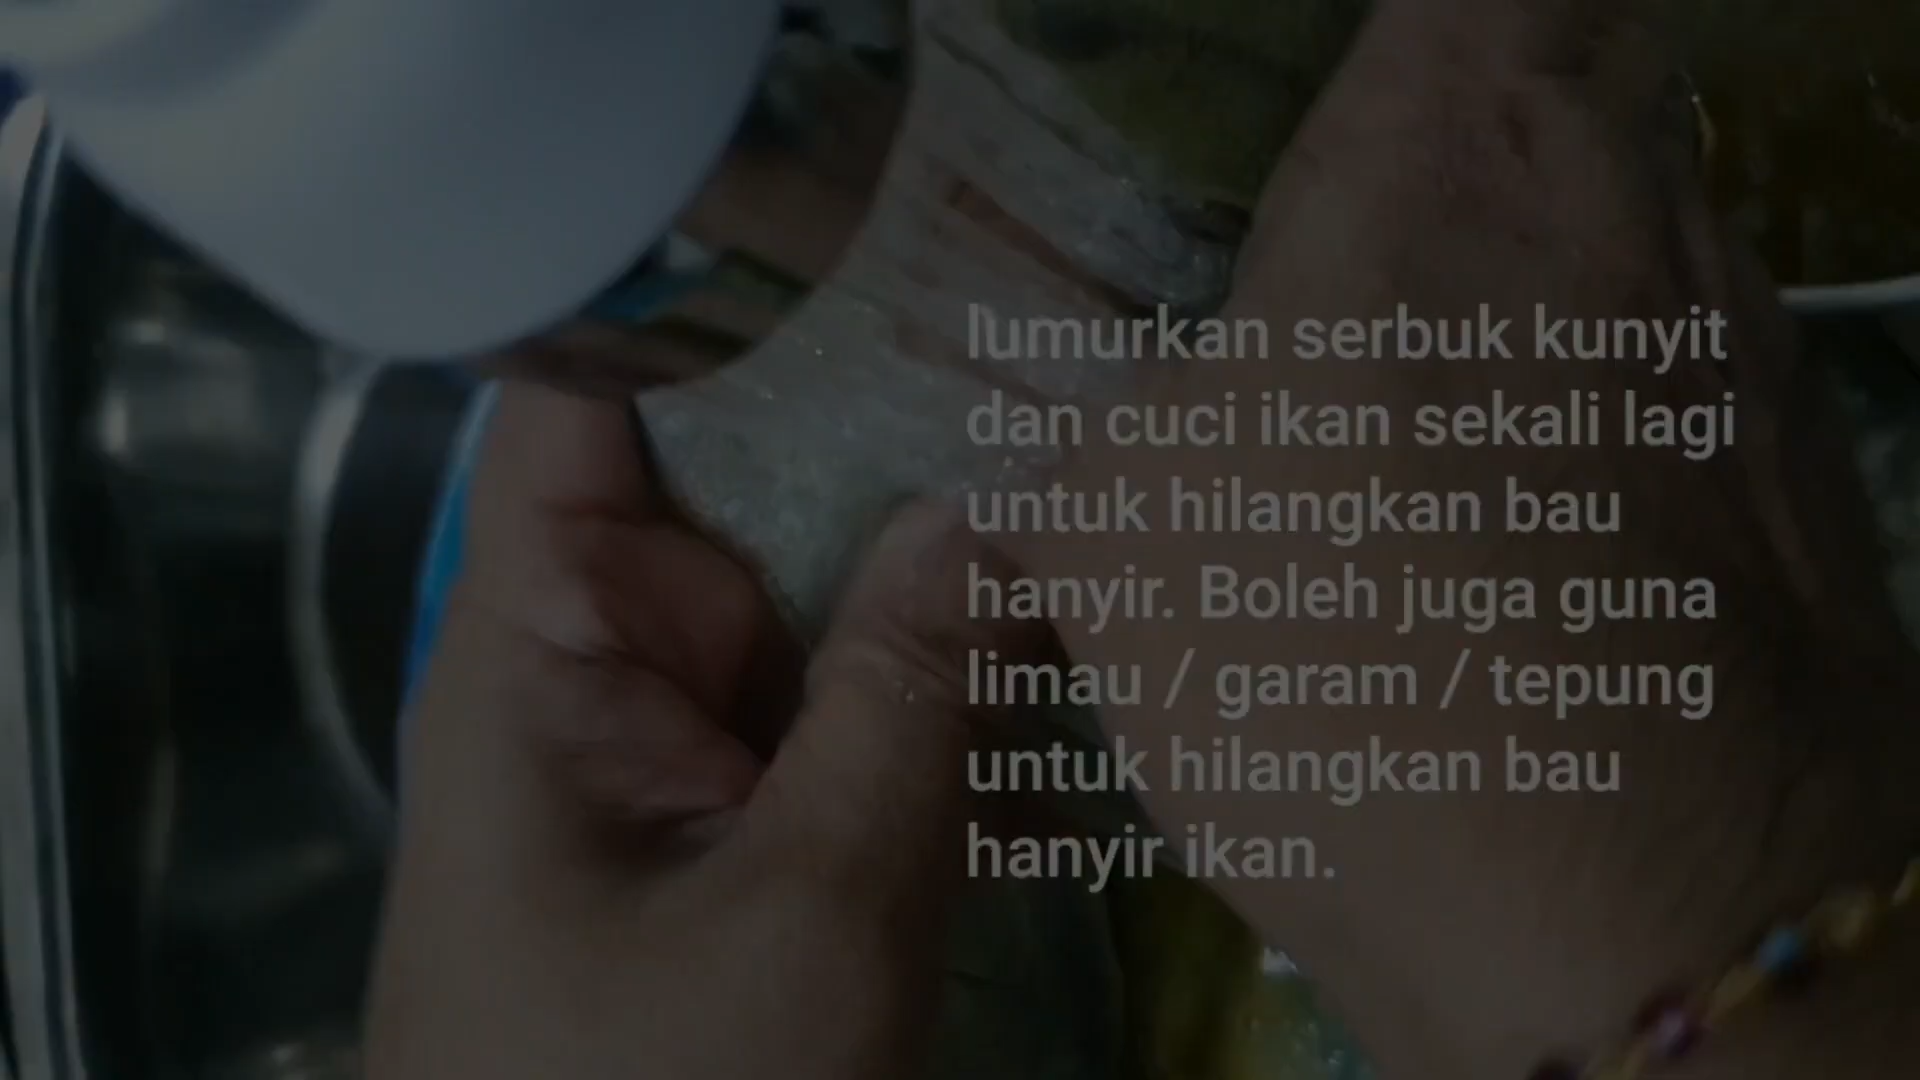 lumurkan serbuk kunyit
dan cuci ikan sekali lagi
untuk hilangkan bau
hanyir. Boleh juga guna
limau / garam / tepung
untuk hilangkan bau
hanyir ikan.